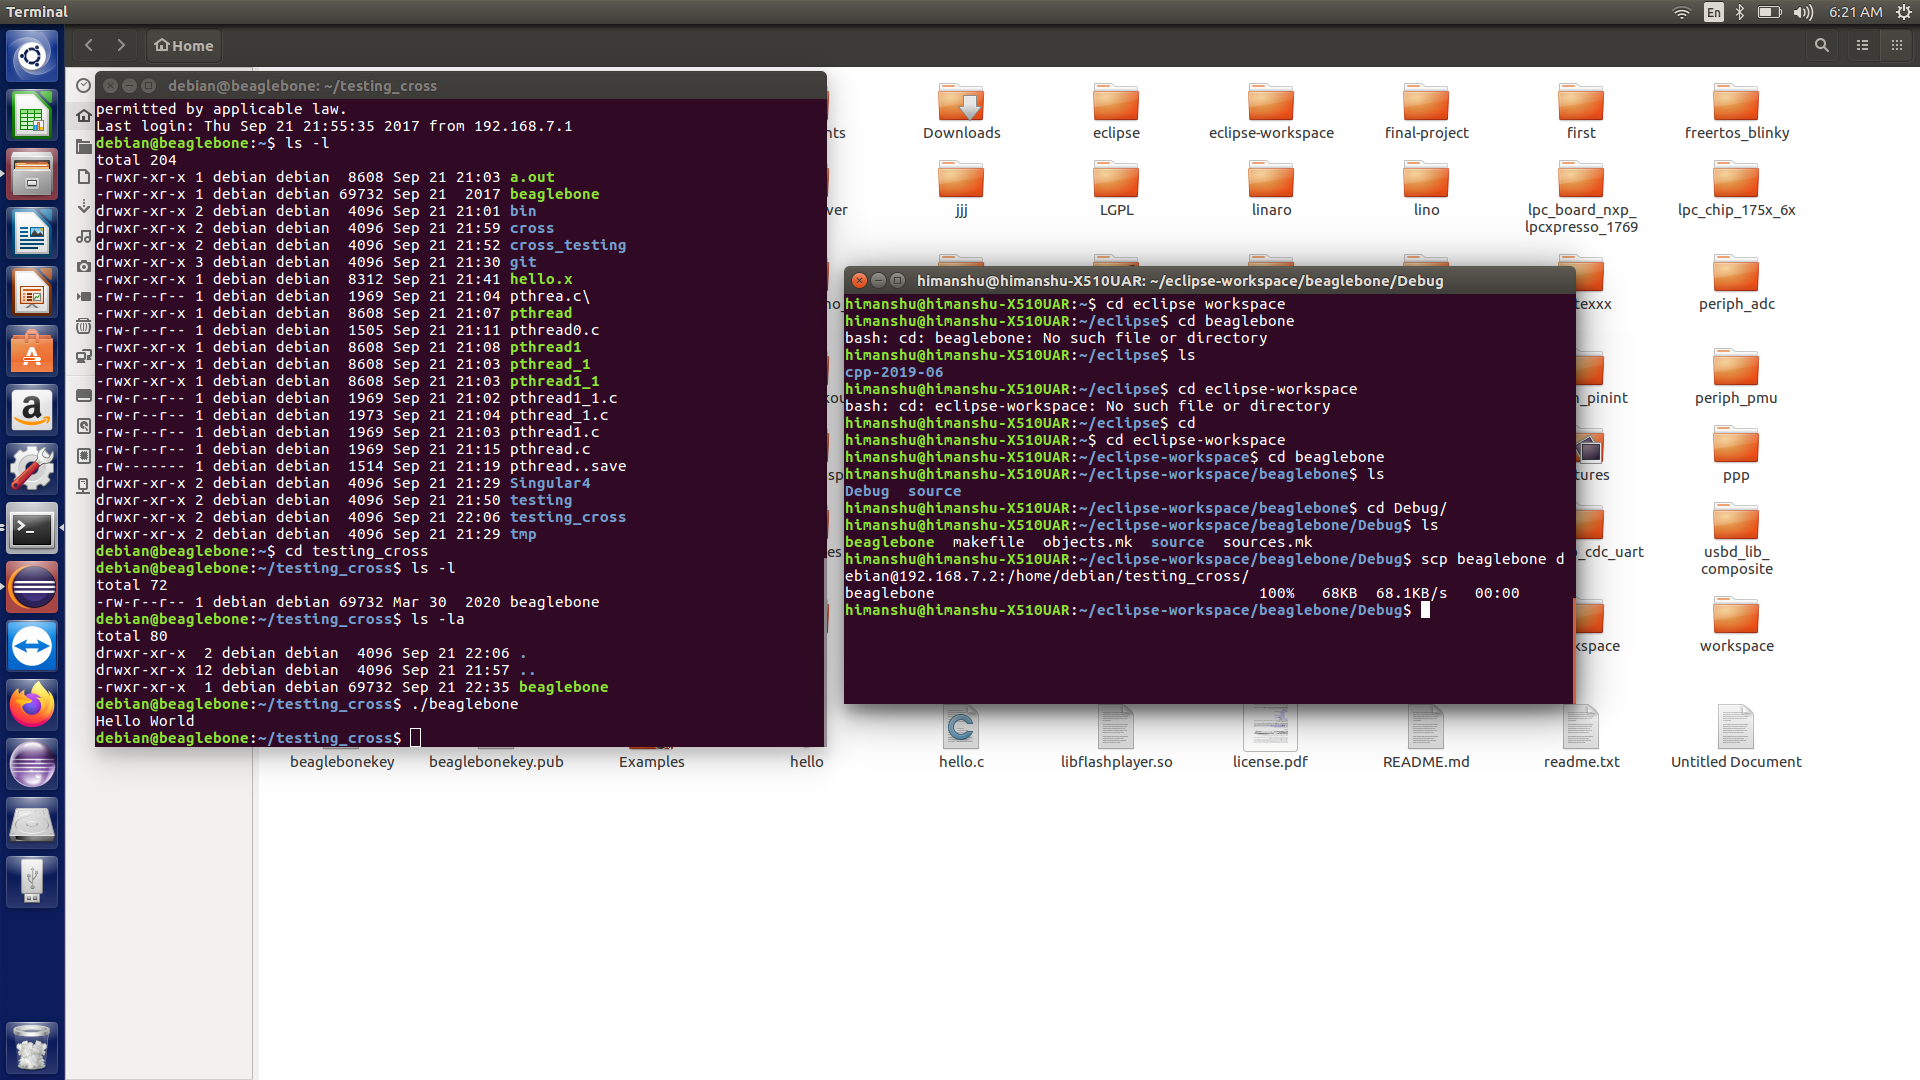 Terminal
En
6:21 AM
Home
debian@beaglebone: ~/testing_cross
permitted by applicable law.
Last login: Thu Sep 21 21:55:35 2017 from 192.168.7.1
debian@beaglebone:~$ ls -l
total 204
-rwxr-xr-x 1 debian debian  8608 Sep 21 21:03 a.out
-rwxr-xr-x 1 debian debian 69732 Sep 21  2017 beaglebone
drwxr-xr-x 2 debian debian  4096 Sep 21 21:01 bin
drwxr-xr-x 2 debian debian  4096 Sep 21 21:59 cross
drwxr-xr-x 2 debian debian  4096 Sep 21 21:52 cross_testing
drwxr-xr-x 3 debian debian  4096 Sep 21 21:30 git
-rwxr-xr-x 1 debian debian  8312 Sep 21 21:41 hello.x
-rw-r--r-- 1 debian debian  1969 Sep 21 21:04 pthrea.c\
-rwxr-xr-x 1 debian debian  8608 Sep 21 21:07 pthread
-rw-r--r-- 1 debian debian  1505 Sep 21 21:11 pthread0.c
-rwxr-xr-x 1 debian debian  8608 Sep 21 21:08 pthread1
-rwxr-xr-x 1 debian debian  8608 Sep 21 21:03 pthread_1
-rwxr-xr-x 1 debian debian  8608 Sep 21 21:03 pthread1_1
-rw-r--r-- 1 debian debian  1969 Sep 21 21:02 pthread1_1.c
-rw-r--r-- 1 debian debian  1973 Sep 21 21:04 pthread_1.c
-rw-r--r-- 1 debian debian  1969 Sep 21 21:03 pthread1.c
-rw-r--r-- 1 debian debian  1969 Sep 21 21:15 pthread.c
-rw------- 1 debian debian  1514 Sep 21 21:19 pthread..save
drwxr-xr-x 2 debian debian  4096 Sep 21 21:29 Singular4
drwxr-xr-x 2 debian debian  4096 Sep 21 21:50 testing
drwxr-xr-x 2 debian debian  4096 Sep 21 22:06 testing_cross
drwxr-xr-x 2 debian debian  4096 Sep 21 21:29 tmp
debian@beaglebone:~$ cd testing_cross
debian@beaglebone:~/testing_cross$ ls -l
total 72
-rw-r--r-- 1 debian debian 69732 Mar 30  2020 beaglebone
debian@beaglebone:~/testing_cross$ ls -la
total 80
drwxr-xr-x  2 debian debian  4096 Sep 21 22:06 .
drwxr-xr-x 12 debian debian  4096 Sep 21 21:57 ..
-rwxr-xr-x  1 debian debian 69732 Sep 21 22:35 beaglebone
debian@beaglebone:~/testing_cross$ ./beaglebone
Hello World
debian@beaglebone:~/testing_cross$
nts
Downloads
eclipse
eclipse-workspace
final-project
first
freertos_blinky
ver
jjj
LGPL
linaro
lino
lpc_board_nxp_
lpcxpresso_1769
lpc_chip_175x_6x
himanshu@himanshu-X510UAR: ~/eclipse-workspace/beaglebone/Debug
himanshu@himanshu-X510UAR:~$ cd eclipse workspace
himanshu@himanshu-X510UAR:~/eclipse$ cd beaglebone
bash: cd: beaglebone: No such file or directory
himanshu@himanshu-X510UAR:~/eclipse$ ls
cpp-2019-06
himanshu@himanshu-X510UAR:~/eclipse$ cd eclipse-workspace
bash: cd: eclipse-workspace: No such file or directory
himanshu@himanshu-X510UAR:~/eclipse$ cd
himanshu@himanshu-X510UAR:~$ cd eclipse-workspace
himanshu@himanshu-X510UAR:~/eclipse-workspace$ cd beaglebone
himanshu@himanshu-X510UAR:~/eclipse-workspace/beaglebone$ ls
Debug  source
himanshu@himanshu-X510UAR:~/eclipse-workspace/beaglebone$ cd Debug/
himanshu@himanshu-X510UAR:~/eclipse-workspace/beaglebone/Debug$ ls
beaglebone  makefile  objects.mk  source  sources.mk
himanshu@himanshu-X510UAR:~/eclipse-workspace/beaglebone/Debug$ scp beaglebone d
ebian@192.168.7.2:/home/debian/testing_cross/
beaglebone                                    100%   68KB  68.1KB/s   00:00
himanshu@himanshu-X510UAR:~/eclipse-workspace/beaglebone/Debug$
no_
texxx
periph_adc
kou
h_pinint
periph_pmu
sp
tures
ppp
es
o_cdc_uart
usbd_lib_
composite
kspace
workspace
beaglebonekey
beaglebonekey.pub
Examples
hello
hello.c
libflashplayer.so
license.pdf
README.md
readme.txt
Untitled Document